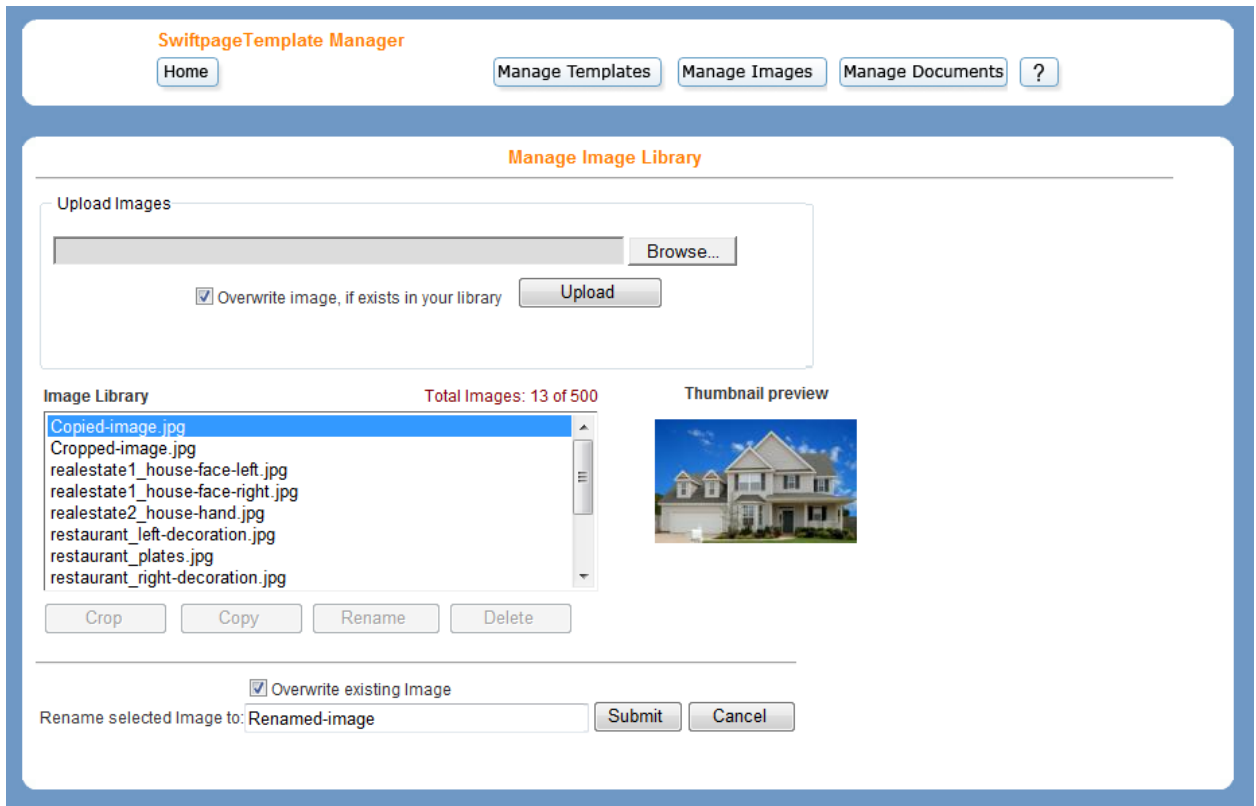 SwiftpageTemplate Manager
Home Manage Templates Manage Images Manage Documents ?
Manage Image Library
Upload Images
Browse...
Overwrite image, if exists in your library Upload
Image Library Total Images: 13 of 500 Thumbnail preview
Copied-image.jpg
Cropped-image.jpg
realestate1_house-face-left.jpg
realestate1_house-face-right.jpg
realestate2_house-hand.jpg
restaurant_left-decoration.jpg
restaurant_plates.jpg
restaurant_right-decoration.jpg
Crop Copy Rename Delete
Overwrite existing Image
Rename selected Image to: Renamed-image Submit Cancel